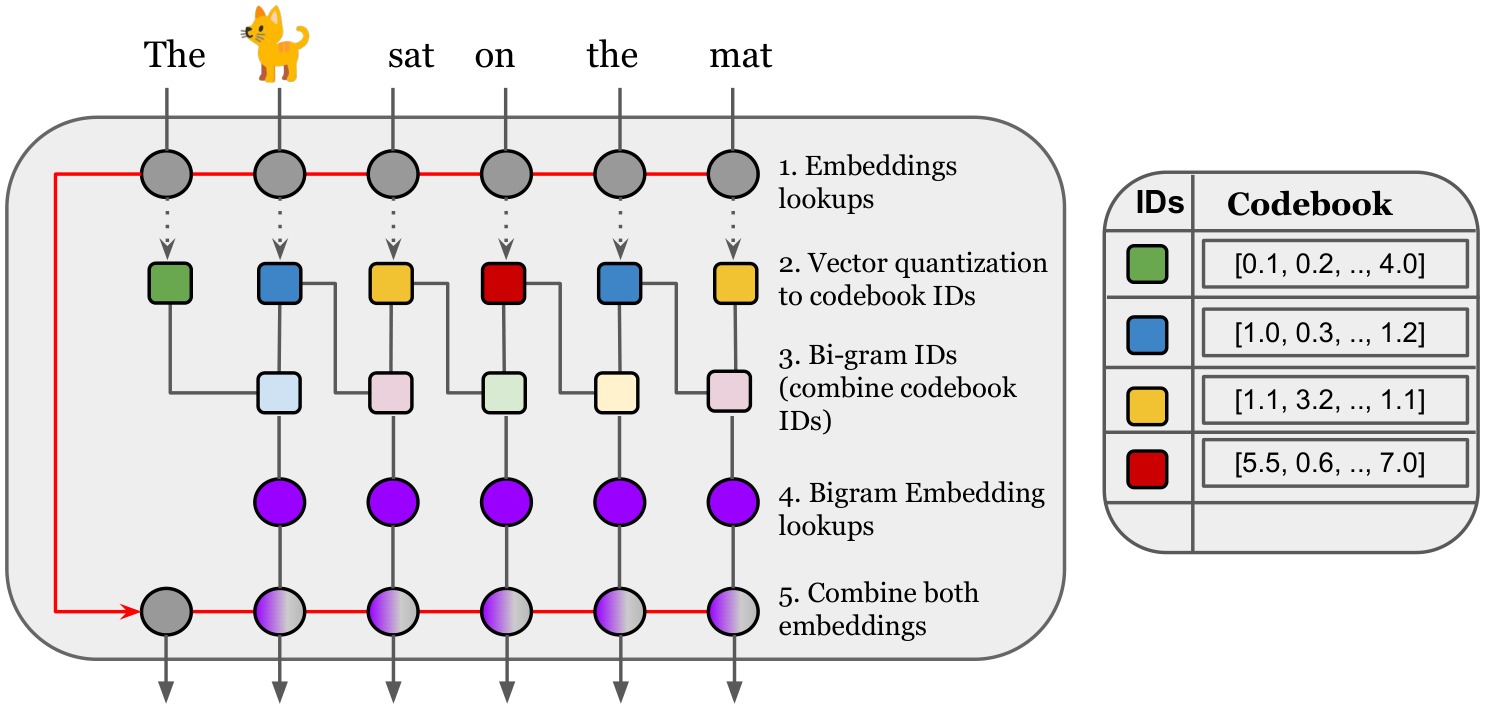 The sat on the mat
1. Embeddings
lookups
2. Vector quantization
to codebook IDs
3. Bi-gram IDs
(combine codebook
IDs)
4. Bigram Embedding
lookups
5. Combine both
embeddings
IDs Codebook
[0.1, 0.2, .., 4.0]
[1.0, 0.3, .., 1.2]
[1.1, 3.2, .., 1.1]
[5.5, 0.6, .., 7.0]